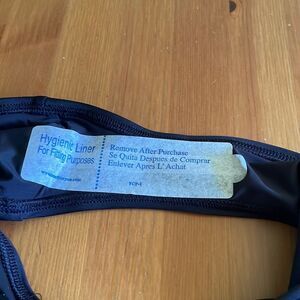 Hygienic Liner
For Fitting Purposes
Remove After Purchase
Se Quita Despues de Comprar
Enlever Apres L'Achat